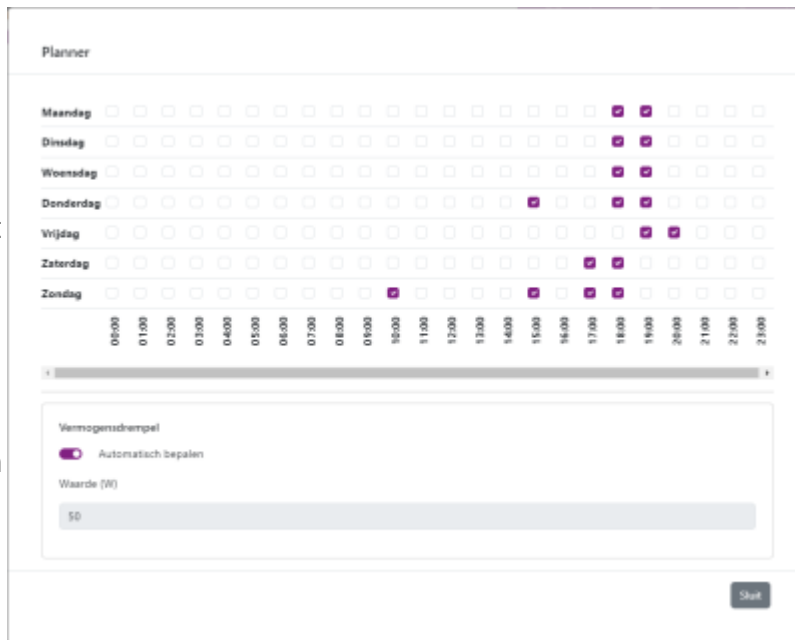 Planner
Maandag
Dinsdag
Woensdag
Donderdag
Vrijdag
Zaterdag
Zondag
00:00 01:00 02:00 03:00 04:00 05:00 06:00 07:00 08:00 09:00 10:00 11:00 12:00 13:00 14:00 15:00 16:00 17:00 18:00 19:00 20:00 21:00 22:00 23:00
Vermogensdrempel
Automatisch bepalen
Waarde (W)
50
Sluit